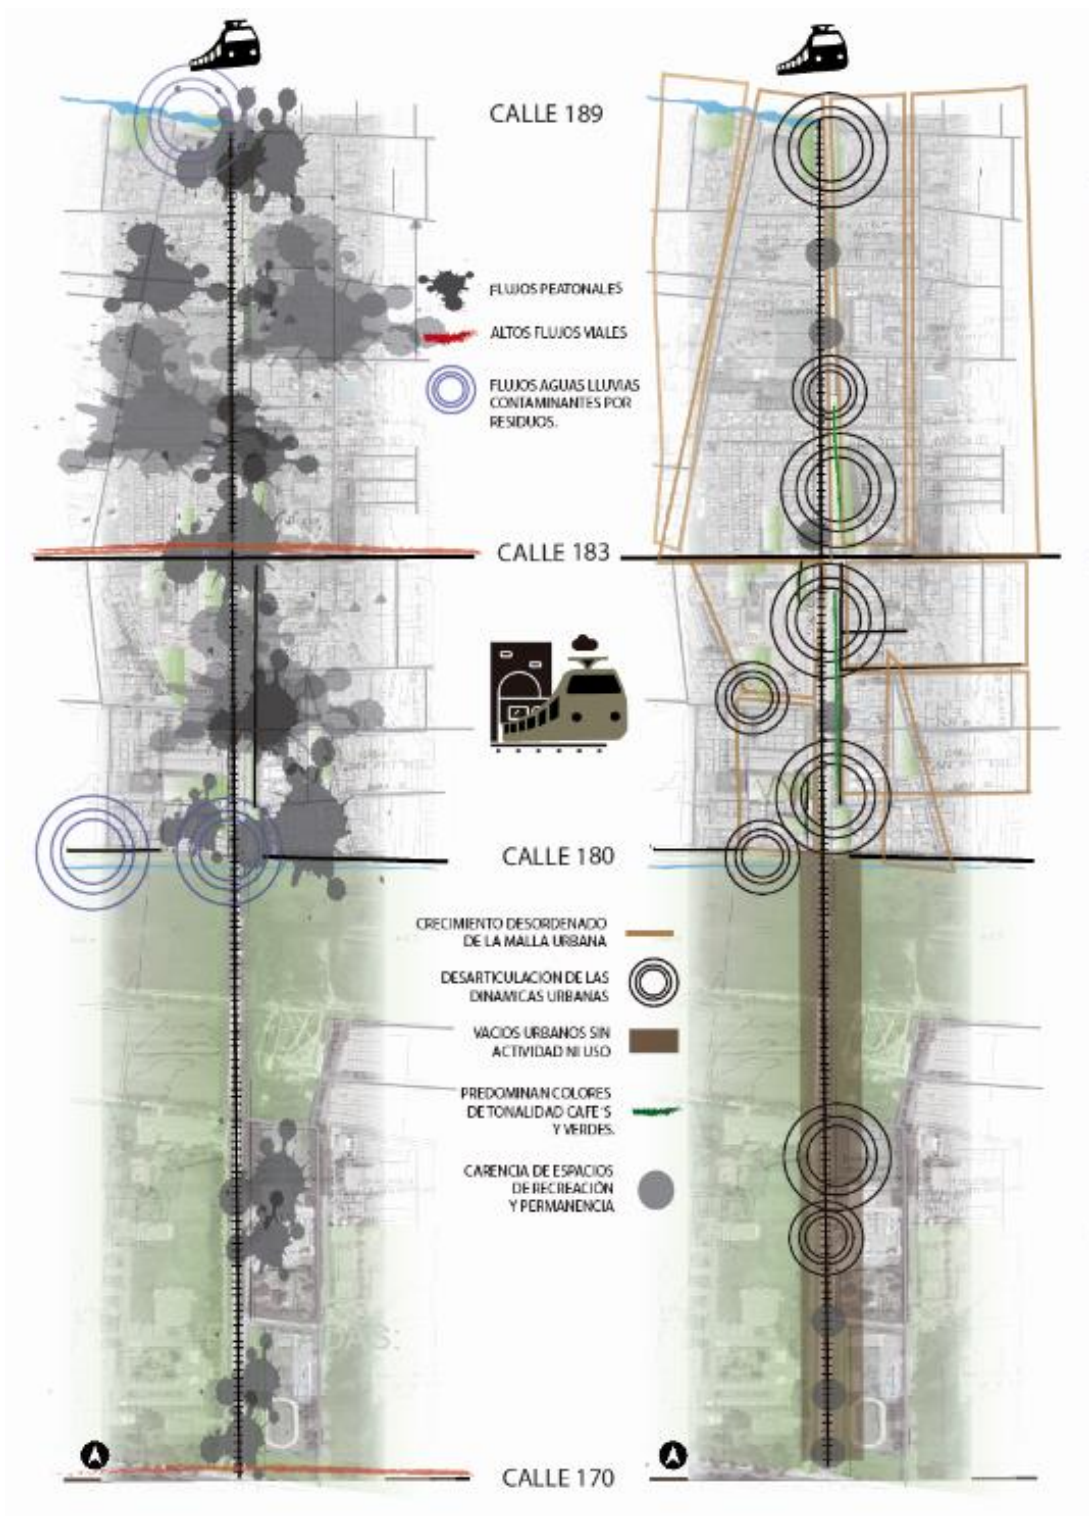 CALLE 189
FLUJOS PEATONALES
ALTOS FLUJOS VIALES
FLUJOS AGUAS LLUVIAS
CONTAMINANTES POR
RESIDUOS.
CALLE 183
CALLE 180
CRECIMIENTO DESORDENADO
DE LA MALLA URBANA
DESARTICULACION DE LAS
DINAMICAS URBANAS
VACIOS URBANOS SIN
ACTIVIDAD NI USO
PREDOMINAN COLORES
DE TONALIDAD CAFE´S
Y VERDES.
CARENCIA DE ESPACIOS
DE RECREACIÓN
Y PERMANENCIA
CALLE 170